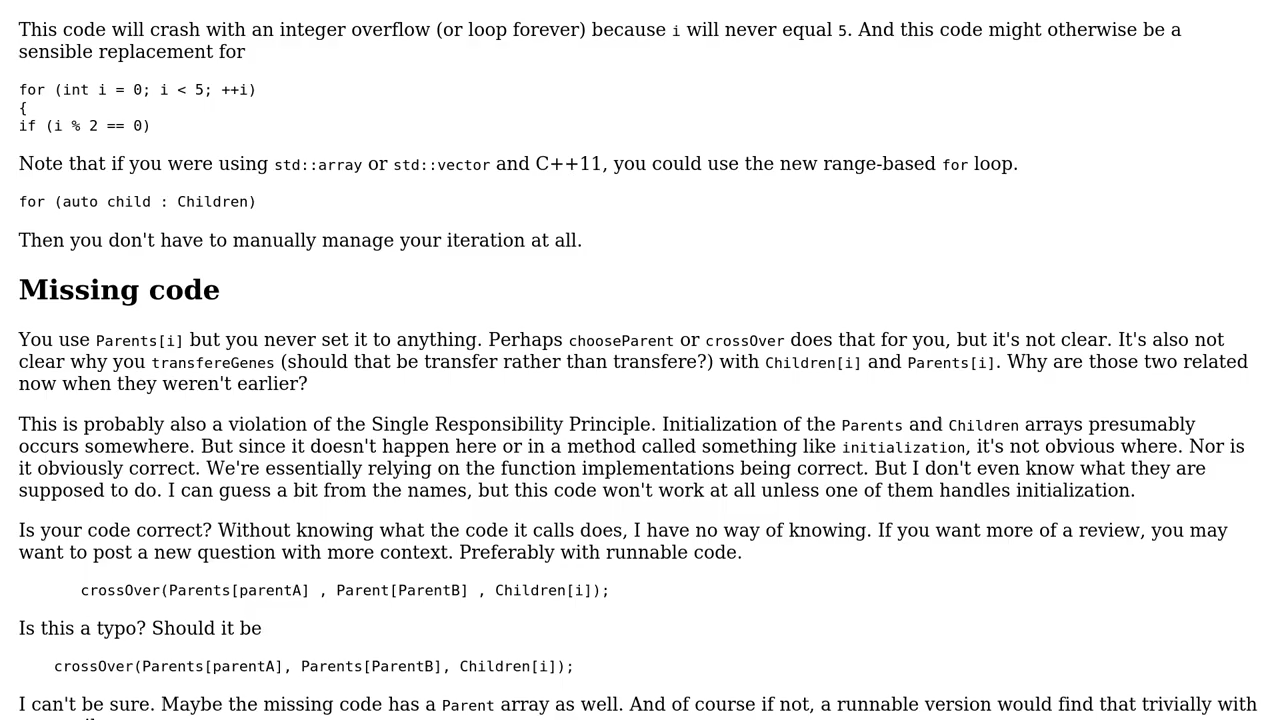 This code will crash with an integer overflow (or loop forever) because i will never equal 5. And this code might otherwise be a
sensible replacement for
for (int i = 0; i < 5; ++i)
{
if (i % 2 == 0)
Note that if you were using std::array or std::vector and C++11, you could use the new range-based for loop.
for (auto child : Children)
Then you don't have to manually manage your iteration at all.
Missing code
You use Parents[i] but you never set it to anything. Perhaps chooseParent or crossOver does that for you, but it's not clear. It's also not
clear why you transfereGenes (should that be transfer rather than transfere?) with Children[i] and Parents[i]. Why are those two related
now when they weren't earlier?
This is probably also a violation of the Single Responsibility Principle. Initialization of the Parents and Children arrays presumably
occurs somewhere. But since it doesn't happen here or in a method called something like initialization, it's not obvious where. Nor is
it obviously correct. We're essentially relying on the function implementations being correct. But I don't even know what they are
supposed to do. I can guess a bit from the names, but this code won't work at all unless one of them handles initialization.
Is your code correct? Without knowing what the code it calls does, I have no way of knowing. If you want more of a review, you may
want to post a new question with more context. Preferably with runnable code.
crossOver(Parents[parentA] , Parent[ParentB] , Children[i]);
Is this a typo? Should it be
crossOver(Parents[parentA], Parents[ParentB], Children[i]);
I can't be sure. Maybe the missing code has a Parent array as well. And of course if not, a runnable version would find that trivially with